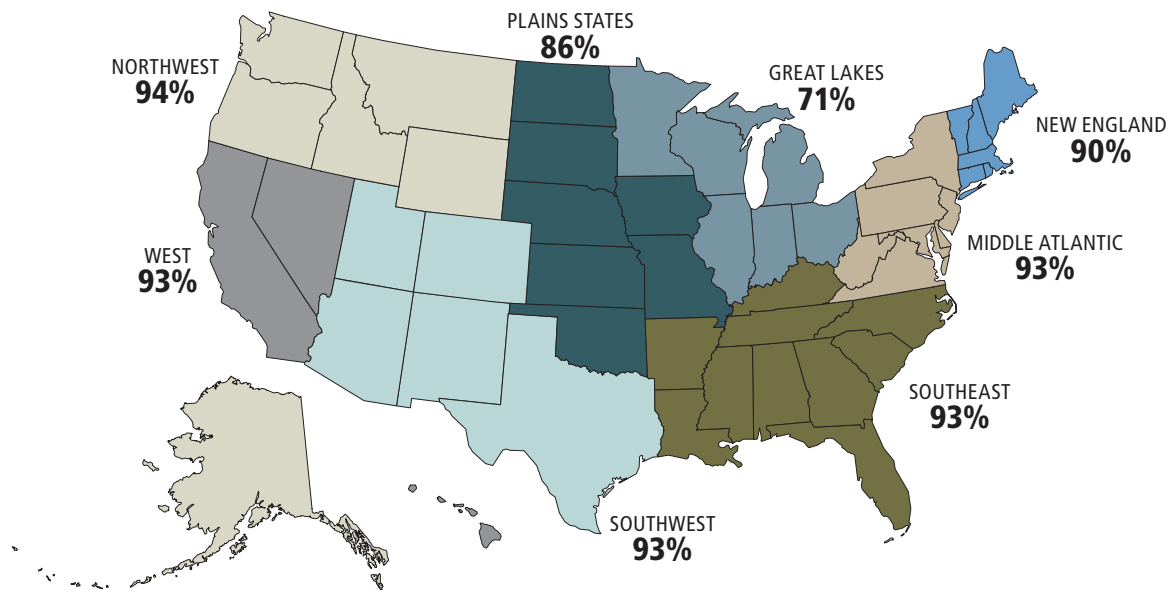 PLAINS STATES
86%
NORTHWEST
94%
GREAT LAKES
71%
NEW ENGLAND
90%
WEST
93%
MIDDLE ATLANTIC
93%
SOUTHEAST
93%
SOUTHWEST
93%